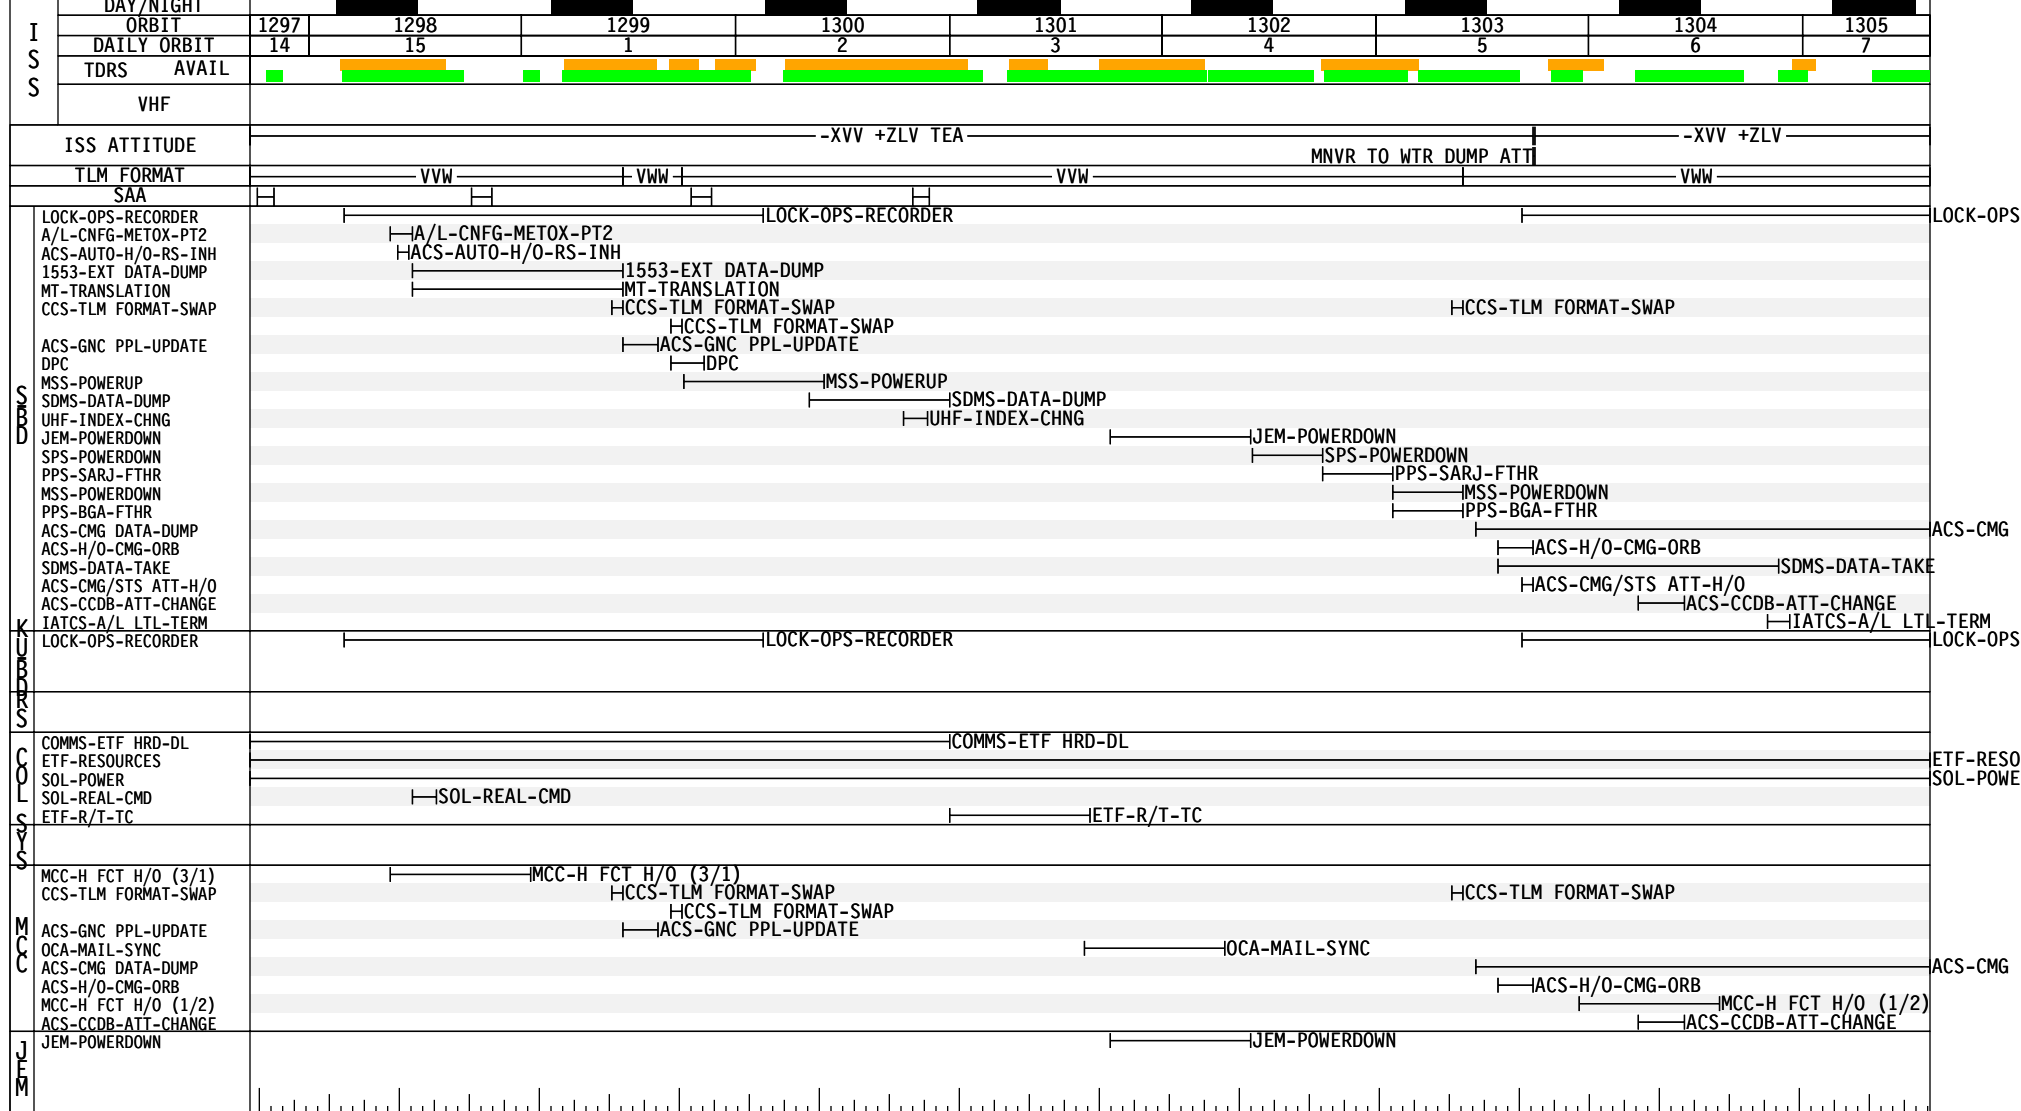 DAY/NIGHT
ISS
ORBIT 1297 1298 1299 1300 1301 1302 1303 1304 1305
DAILY ORBIT 14 15 1 2 3 4 5 6 7
TDRS AVAIL
VHF
ISS ATTITUDE -XVV +ZLV TEA -XVV +ZLV
MNVR TO WTR DUMP ATT
TLM FORMAT VVW VWW VVW VWW
SAA
SBD
LOCK-OPS-RECORDER LOCK-OPS-RECORDER LOCK-OPS
A/L-CNFG-METOX-PT2 A/L-CNFG-METOX-PT2
ACS-AUTO-H/O-RS-INH ACS-AUTO-H/O-RS-INH
1553-EXT DATA-DUMP 1553-EXT DATA-DUMP
MT-TRANSLATION MT-TRANSLATION
CCS-TLM FORMAT-SWAP CCS-TLM FORMAT-SWAP CCS-TLM FORMAT-SWAP
CCS-TLM FORMAT-SWAP
ACS-GNC PPL-UPDATE ACS-GNC PPL-UPDATE
DPC DPC
MSS-POWERUP MSS-POWERUP
SDMS-DATA-DUMP SDMS-DATA-DUMP
UHF-INDEX-CHNG UHF-INDEX-CHNG
JEM-POWERDOWN JEM-POWERDOWN
SPS-POWERDOWN SPS-POWERDOWN
PPS-SARJ-FTHR PPS-SARJ-FTHR
MSS-POWERDOWN MSS-POWERDOWN
PPS-BGA-FTHR PPS-BGA-FTHR
ACS-CMG DATA-DUMP ACS-CMG
ACS-H/O-CMG-ORB ACS-H/O-CMG-ORB
SDMS-DATA-TAKE SDMS-DATA-TAKE
ACS-CMG/STS ATT-H/O ACS-CMG/STS ATT-H/O
ACS-CCDB-ATT-CHANGE ACS-CCDB-ATT-CHANGE
IATCS-A/L LTL-TERM IATCS-A/L LTL-TERM
KUBDRS
LOCK-OPS-RECORDER LOCK-OPS-RECORDER LOCK-OPS
COL SYS
COMMS-ETF HRD-DL COMMS-ETF HRD-DL
ETF-RESOURCES ETF-RESO
SOL-POWER SOL-POWE
SOL-REAL-CMD SOL-REAL-CMD
ETF-R/T-TC ETF-R/T-TC
MCC
MCC-H FCT H/O (3/1) MCC-H FCT H/O (3/1)
CCS-TLM FORMAT-SWAP CCS-TLM FORMAT-SWAP CCS-TLM FORMAT-SWAP
CCS-TLM FORMAT-SWAP
ACS-GNC PPL-UPDATE ACS-GNC PPL-UPDATE
OCA-MAIL-SYNC OCA-MAIL-SYNC
ACS-CMG DATA-DUMP ACS-CMG
ACS-H/O-CMG-ORB ACS-H/O-CMG-ORB
MCC-H FCT H/O (1/2) MCC-H FCT H/O (1/2)
ACS-CCDB-ATT-CHANGE ACS-CCDB-ATT-CHANGE
JEM
JEM-POWERDOWN JEM-POWERDOWN